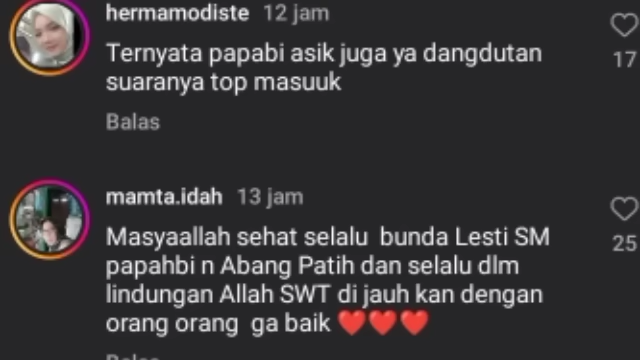 hermamodiste 12 jam
Ternyata papabi asik juga ya dangdutan
suaranya top masuuk
17
Balas
mamta.idah 13 jam
Masyaallah sehat selalu bunda Lesti SM
papahbi n Abang Patih dan selalu dlm
lindungan Allah SWT di jauh kan dengan
orang orang ga baik ❤️❤️❤️
25
Balas